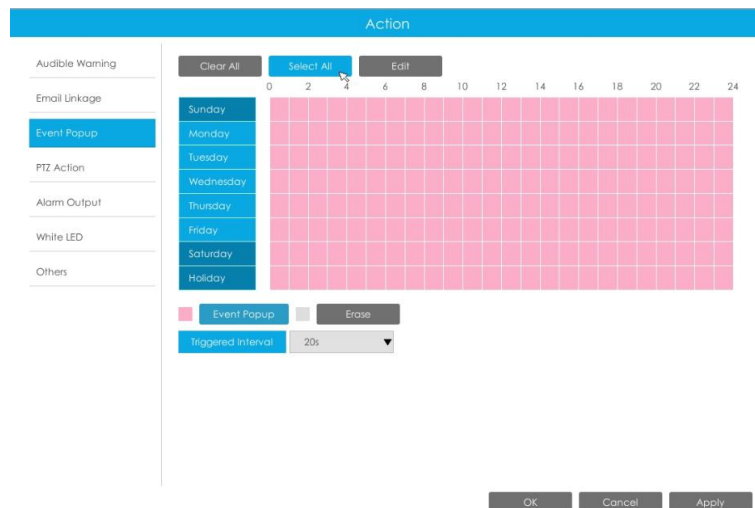 Action
Audible Warning
Email Linkage
Event Popup
PTZ Action
Alarm Output
White LED
Others
Clear All Select All Edit
0 2 4 6 8 10 12 14 16 18 20 22 24
Sunday
Monday
Tuesday
Wednesday
Thursday
Friday
Saturday
Holiday
Event Popup Erase
Triggered Interval 20s
OK Cancel Apply